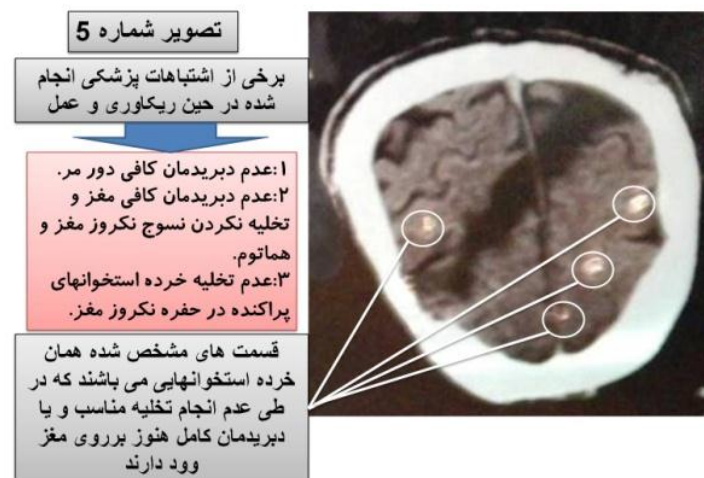 تصویر شماره 5
برخی از اشتباهات پزشکی انجام
شده در حین ریکاوری و عمل
۱:عدم دبریدمان کافی دور مر.
۲:عدم دبریدمان کافی مغز و
تخلیه نکردن نسوج نکروز مغز و
هماتوم.
۳:عدم تخلیه خرده استخوانهای
پراکنده در حفره نکروز مغز.
قسمت های مشخص شده همان
خرده استخوانهایی می باشند که در
طی عدم انجام تخلیه مناسب و یا
دبریدمان کامل هنوز برروی مغز
وود دارند